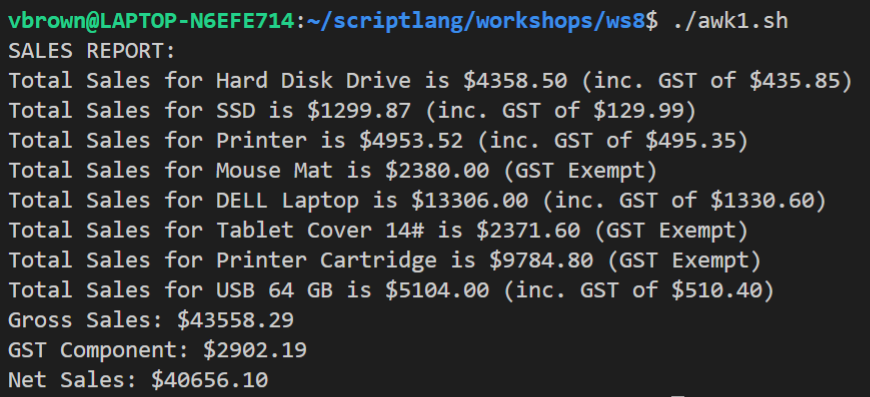 vbrown@LAPTOP-N6EFE714:~/scriptlang/workshops/ws8$ ./awk1.sh
SALES REPORT:
Total Sales for Hard Disk Drive is $4358.50 (inc. GST of $435.85)
Total Sales for SSD is $1299.87 (inc. GST of $129.99)
Total Sales for Printer is $4953.52 (inc. GST of $495.35)
Total Sales for Mouse Mat is $2380.00 (GST Exempt)
Total Sales for DELL Laptop is $13306.00 (inc. GST of $1330.60)
Total Sales for Tablet Cover 14# is $2371.60 (GST Exempt)
Total Sales for Printer Cartridge is $9784.80 (GST Exempt)
Total Sales for USB 64 GB is $5104.00 (inc. GST of $510.40)
Gross Sales: $43558.29
GST Component: $2902.19
Net Sales: $40656.10